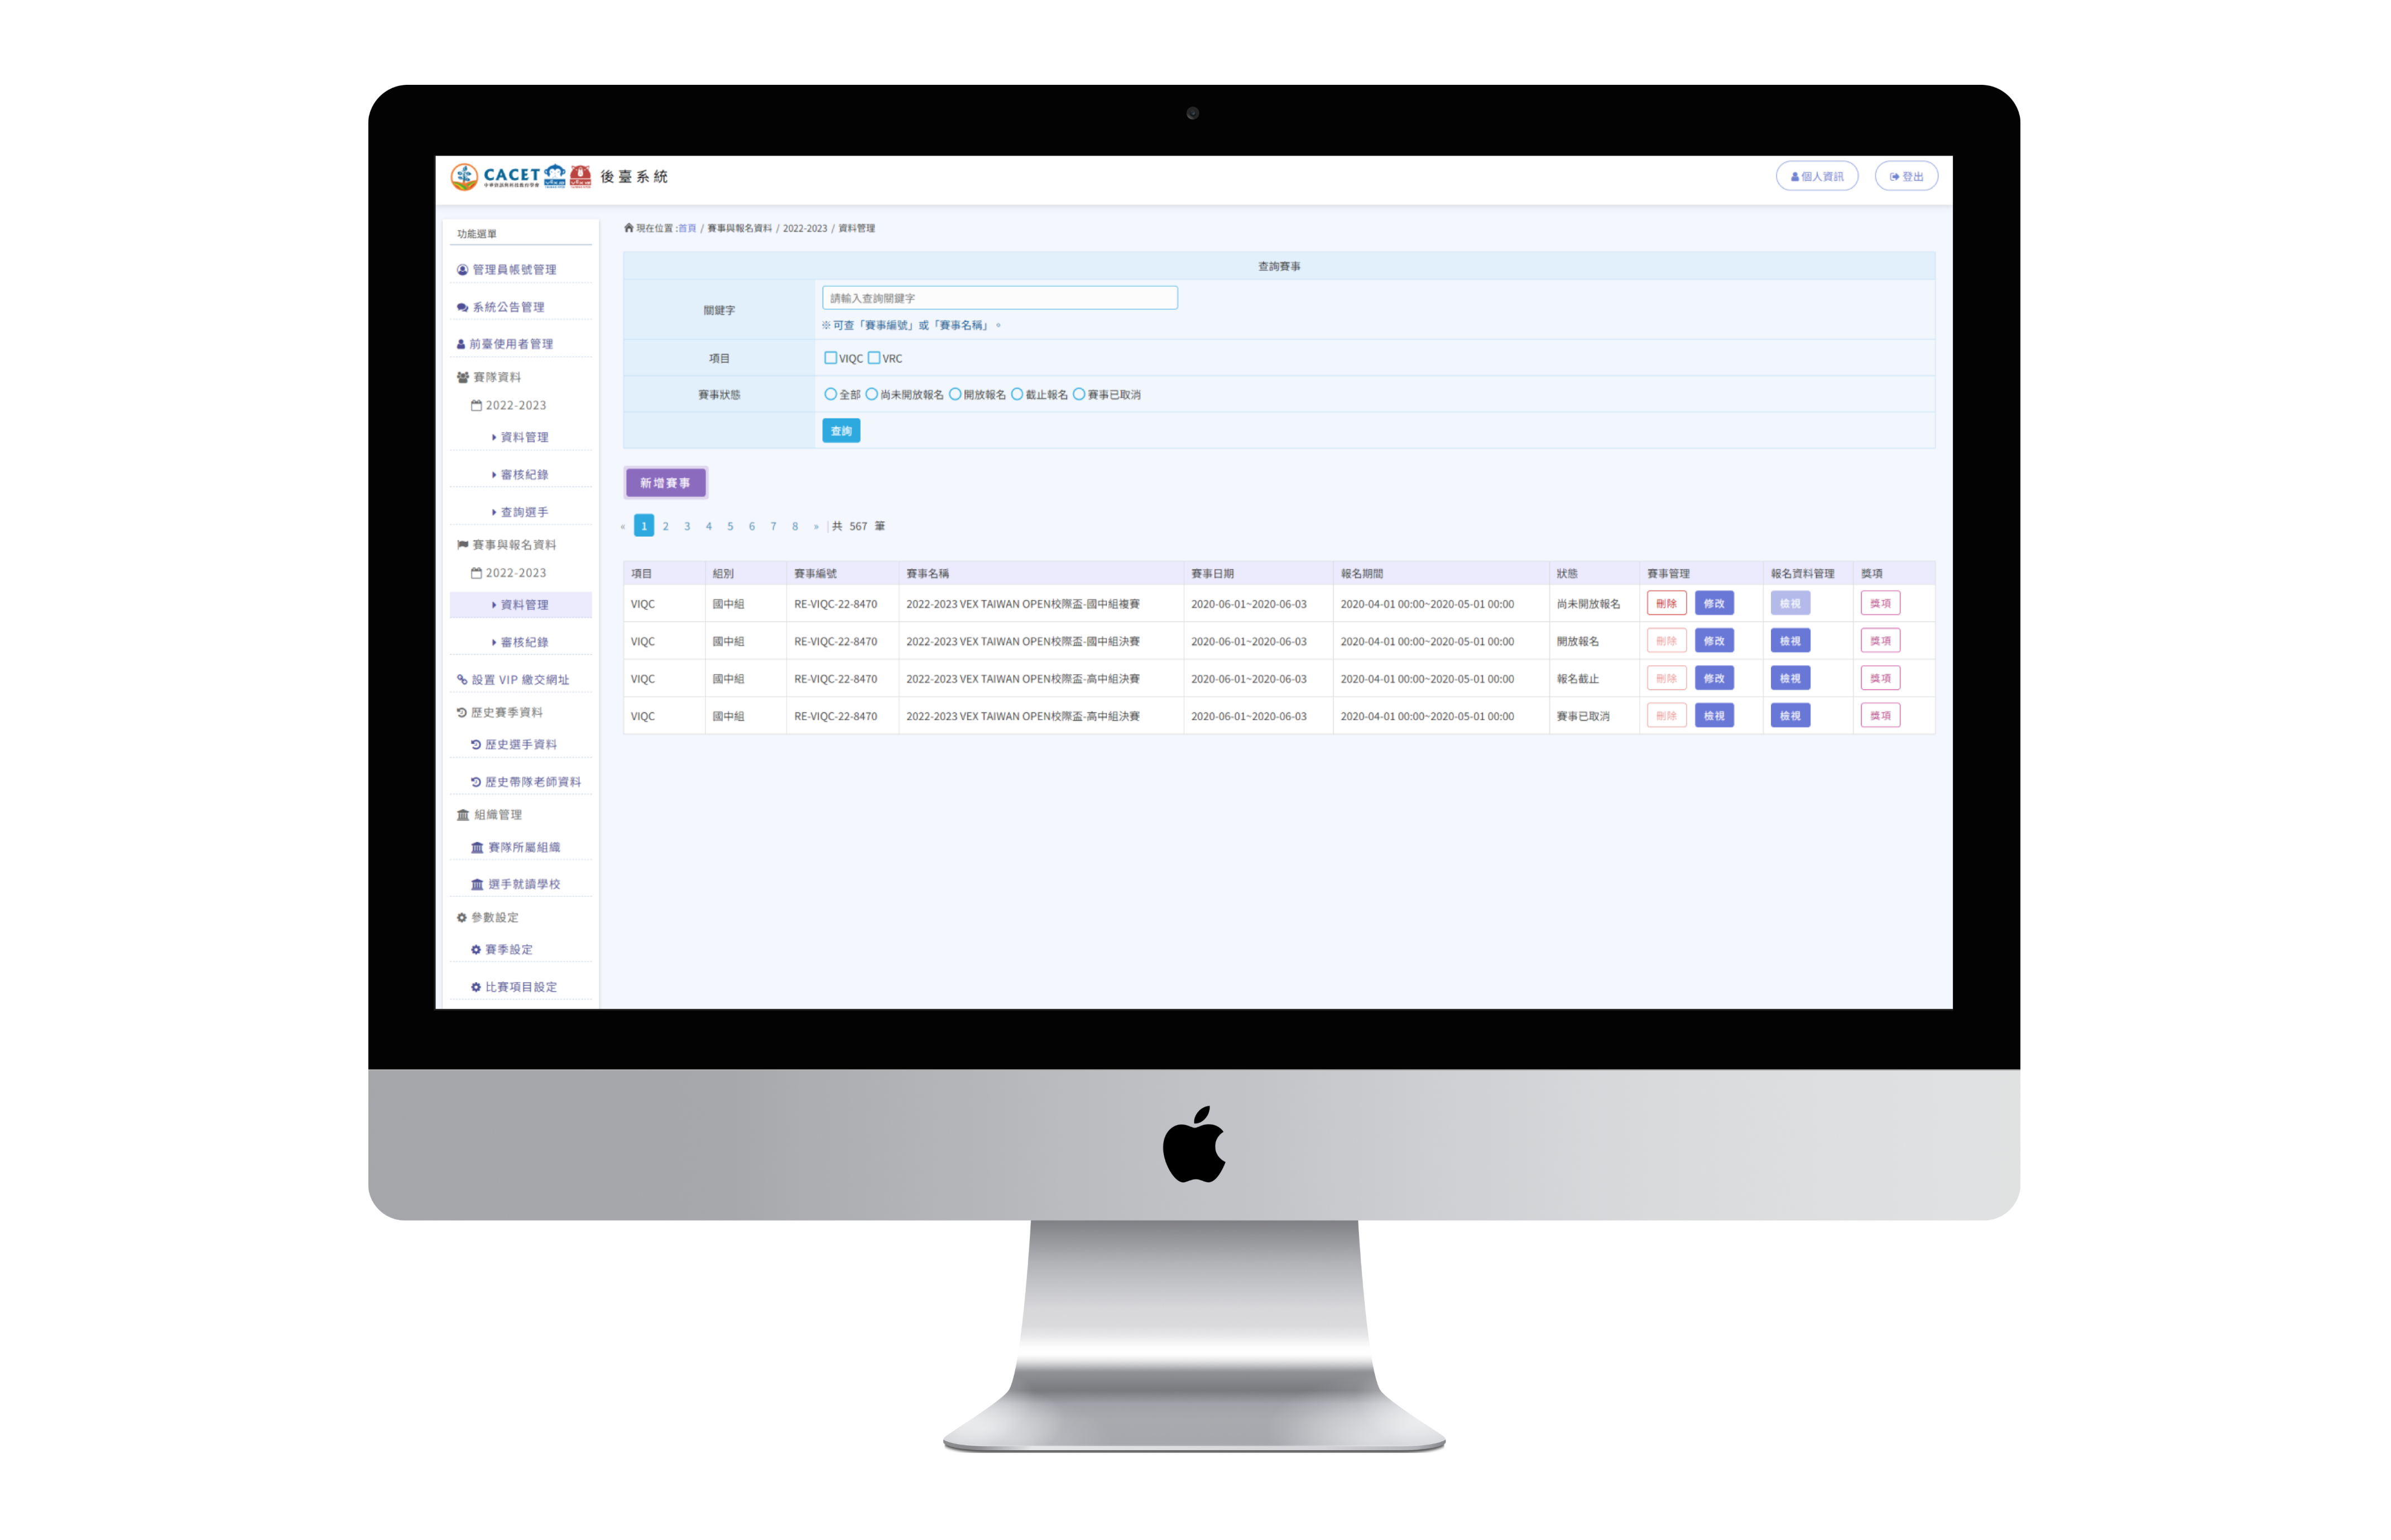 CACET 後臺系統
個人資訊 登出
功能選單
管理員帳號管理
系統公告管理
前臺使用者管理
賽隊資料
2022-2023
資料管理
審核紀錄
查詢選手
賽事與報名資料
2022-2023
資料管理
審核紀錄
設置 VIP 繳交網址
歷史賽季資料
歷史選手資料
歷史帶隊老師資料
組織管理
賽隊所屬組織
選手就讀學校
參數設定
賽季設定
比賽項目設定
現在位置 :首頁 / 賽事與報名資料 / 2022-2023 / 資料管理
查詢賽事
關鍵字 請輸入查詢關鍵字
※ 可查「賽事編號」或「賽事名稱」。
項目 VIQC VRC
賽事狀態 全部 尚未開放報名 開放報名 截止報名 賽事已取消
查詢
新增賽事
« 1 2 3 4 5 6 7 8 » | 共 567 筆
項目 組別 賽事編號 賽事名稱 賽事日期 報名期間 狀態 賽事管理 報名資料管理 獎項
VIQC 國中組 RE-VIQC-22-8470 2022-2023 VEX TAIWAN OPEN校際盃-國中組複賽 2020-06-01~2020-06-03 2020-04-01 00:00~2020-05-01 00:00 尚未開放報名 刪除 修改 檢視 獎項
VIQC 國中組 RE-VIQC-22-8470 2022-2023 VEX TAIWAN OPEN校際盃-國中組決賽 2020-06-01~2020-06-03 2020-04-01 00:00~2020-05-01 00:00 開放報名 刪除 修改 檢視 獎項
VIQC 國中組 RE-VIQC-22-8470 2022-2023 VEX TAIWAN OPEN校際盃-高中組決賽 2020-06-01~2020-06-03 2020-04-01 00:00~2020-05-01 00:00 報名截止 刪除 修改 檢視 獎項
VIQC 國中組 RE-VIQC-22-8470 2022-2023 VEX TAIWAN OPEN校際盃-高中組決賽 2020-06-01~2020-06-03 2020-04-01 00:00~2020-05-01 00:00 賽事已取消 刪除 檢視 檢視 獎項